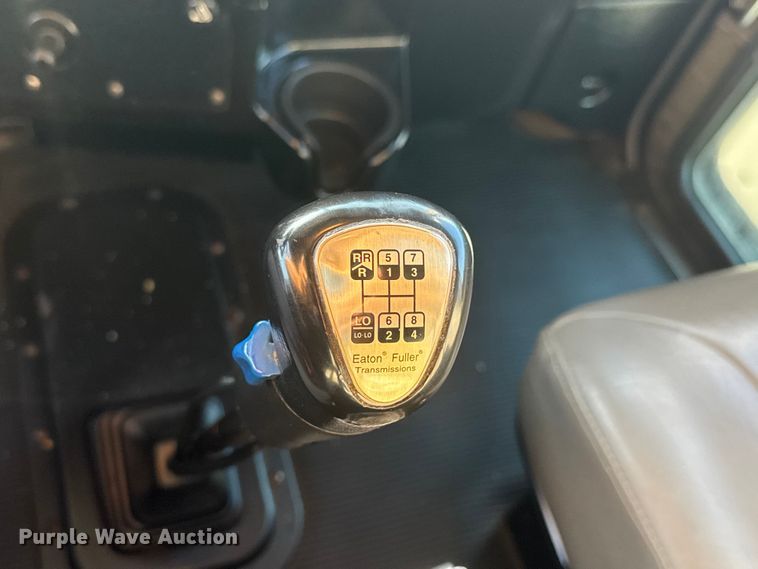 RR 5 7
R 1 3
LO 6 8
LO-LO 2 4
Eaton® Fuller®
Transmissions
Purple Wave Auction